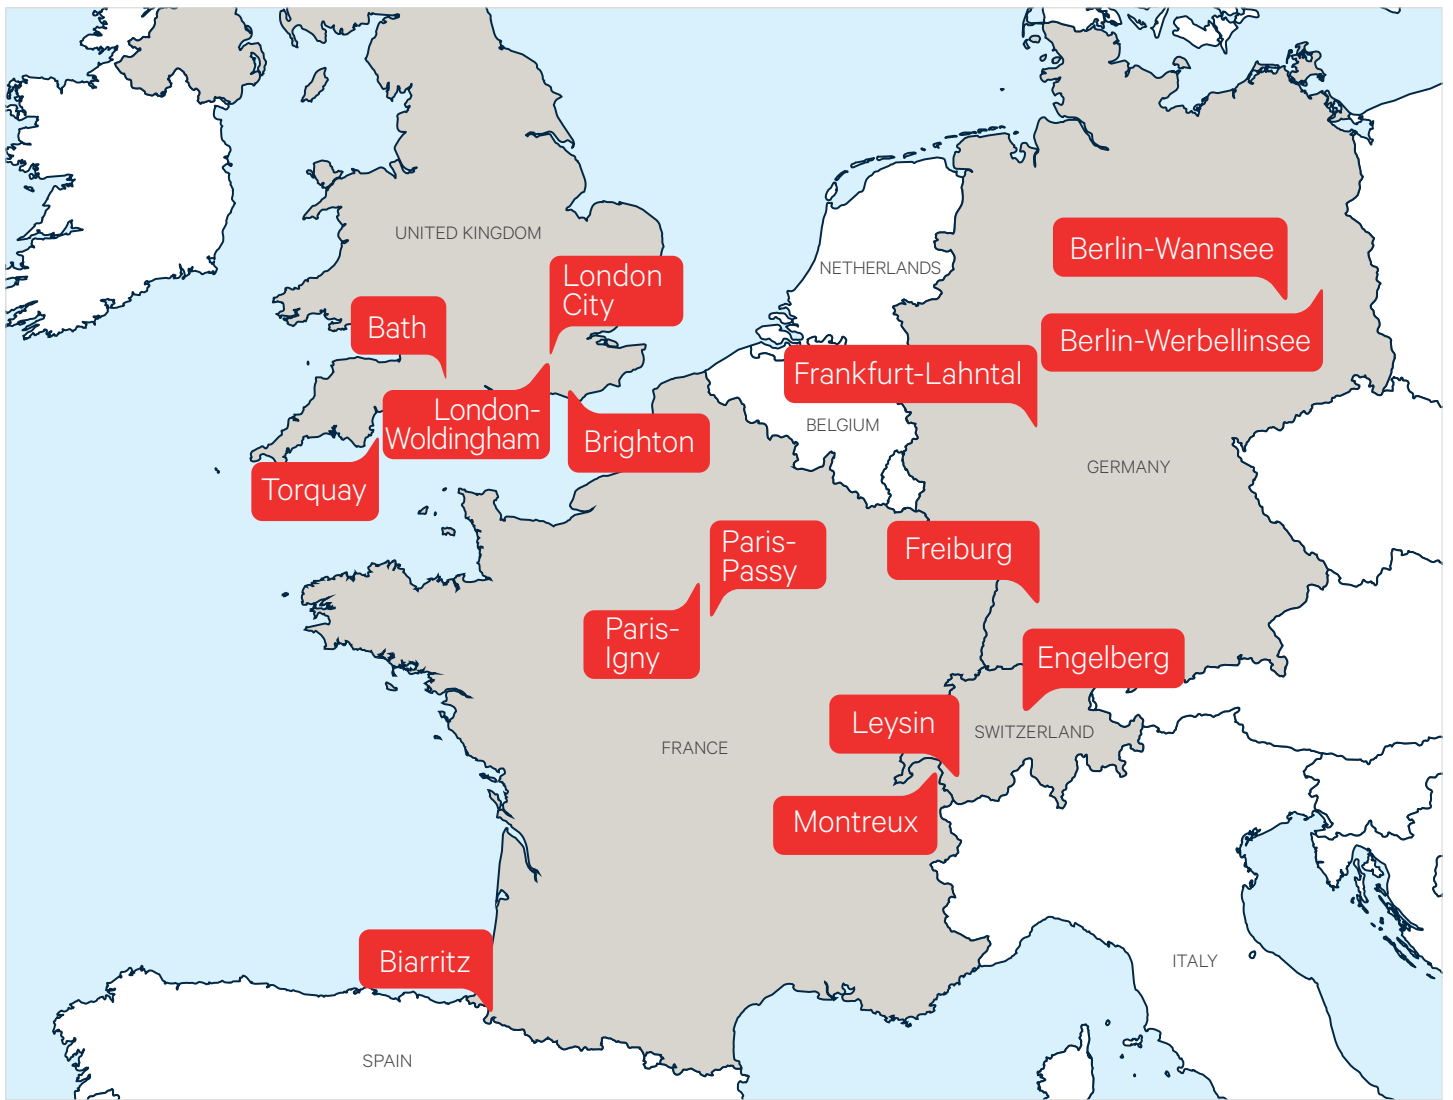 UNITED KINGDOM
Berlin-Wannsee
NETHERLANDS
London
City
Bath
Berlin-Werbellinsee
Frankfurt-Lahntal
London-
Woldingham
BELGIUM
Brighton
GERMANY
Torquay
Paris-
Passy
Freiburg
Paris-
Igny
Engelberg
Leysin
SWITZERLAND
FRANCE
Montreux
Biarritz
ITALY
SPAIN